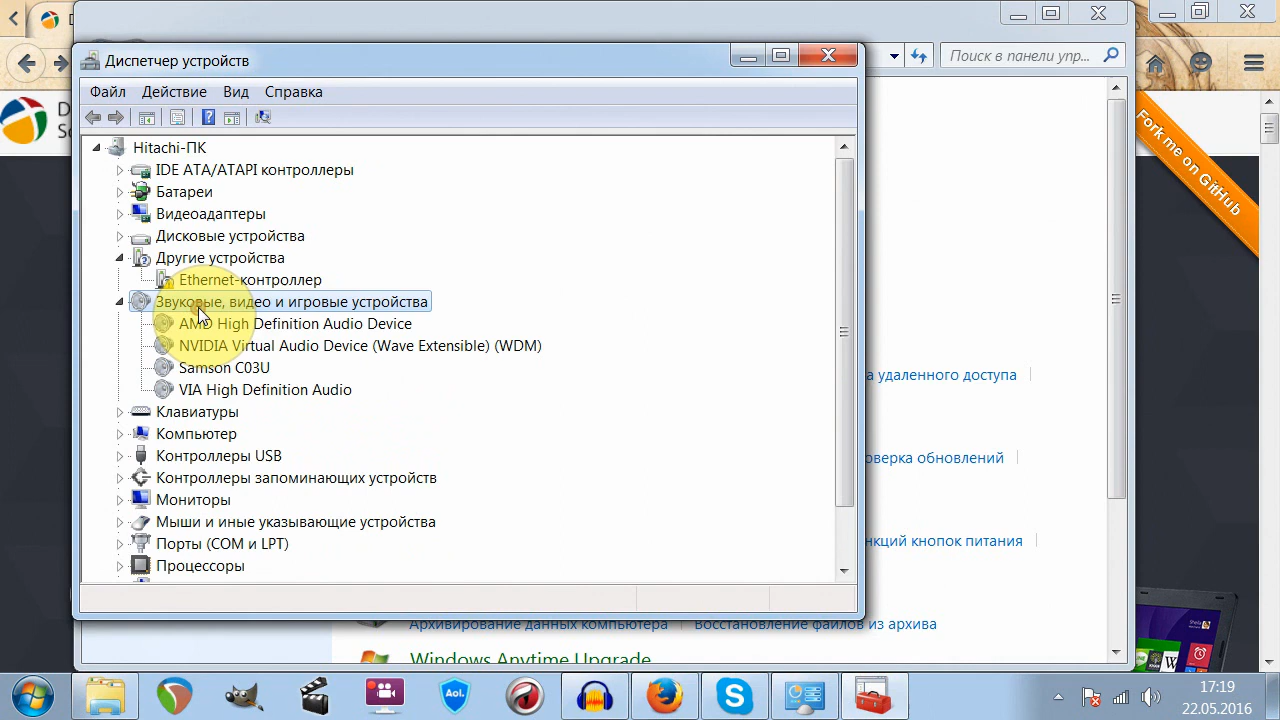 D
D
Sc
Поиск в панели упр...
Диспетчер устройств
Файл Действие Вид Справка
Fork me on GitHub
Hitachi-ПК
IDE ATA/ATAPI контроллеры
Батареи
Видеоадаптеры
Дисковые устройства
Другие устройства
Ethernet-контроллер
Звуковые, видео и игровые устройства
AMD High Definition Audio Device
NVIDIA Virtual Audio Device (Wave Extensible) (WDM)
Samson C03U
VIA High Definition Audio
Клавиатуры
Компьютер
Контроллеры USB
Контроллеры запоминающих устройств
Мониторы
Мыши и иные указывающие устройства
Порты (COM и LPT)
Процессоры
а удаленного доступа
оверка обновлений
нкций кнопок питания
Архивирование данных компьютера Восстановление файлов из архива
Windows Anytime Upgrade
Aol.
17:19
22.05.2016